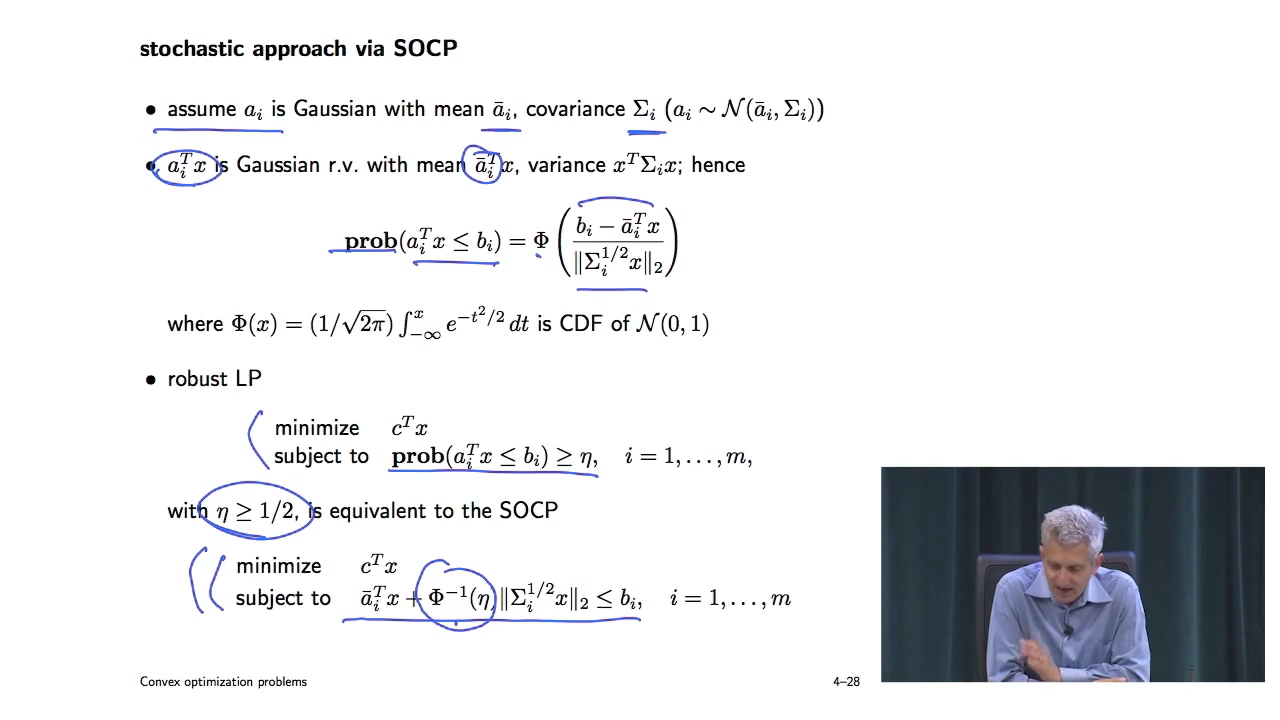 stochastic approach via SOCP
• assume aᵢ is Gaussian with mean āᵢ, covariance Σᵢ (aᵢ ∼ 𝒩(āᵢ, Σᵢ))
• aᵢᵀx is Gaussian r.v. with mean āᵢᵀx, variance xᵀΣᵢx; hence
prob(aᵢᵀx ≤ bᵢ) = Φ((bᵢ − āᵢᵀx) / ‖Σᵢ^{1/2}x‖₂)
where Φ(x) = (1/√2π) ∫_{−∞}^{x} e^{−t²/2} dt is CDF of 𝒩(0, 1)
• robust LP
minimize cᵀx
subject to prob(aᵢᵀx ≤ bᵢ) ≥ η, i = 1, . . . , m,
with η ≥ 1/2, is equivalent to the SOCP
minimize cᵀx
subject to āᵢᵀx + Φ⁻¹(η)‖Σᵢ^{1/2}x‖₂ ≤ bᵢ, i = 1, . . . , m
Convex optimization problems 4–28